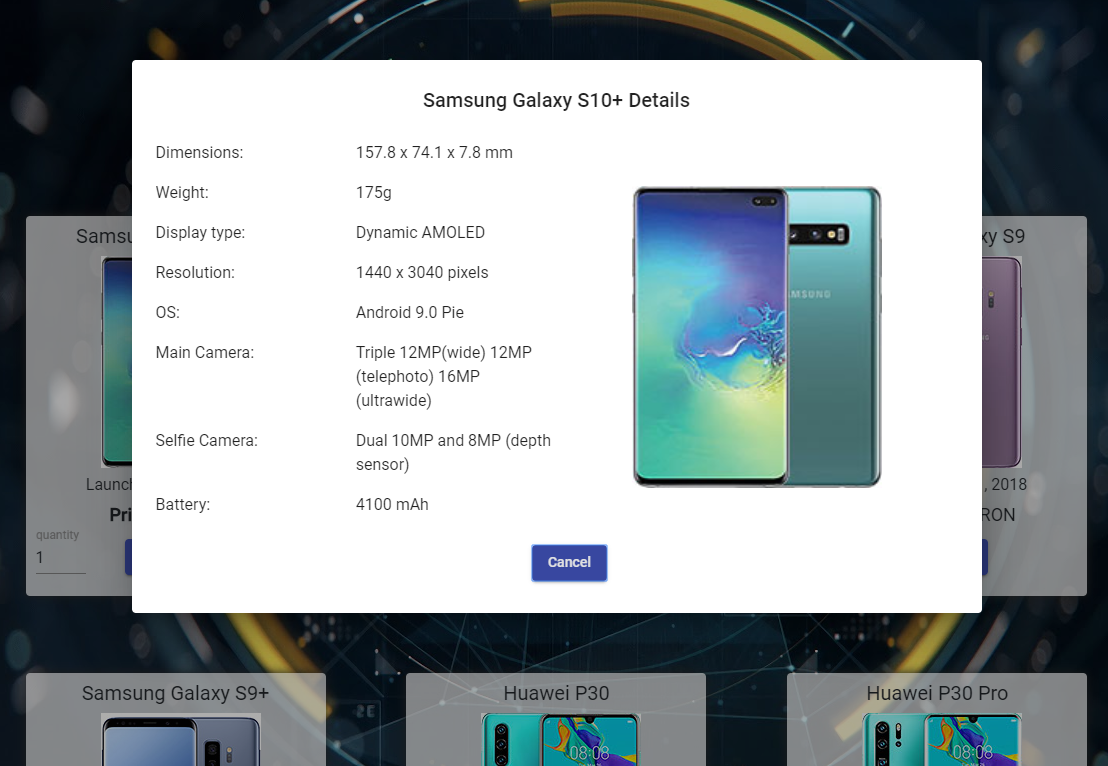 Samsung Galaxy S10+ Details
Dimensions: 157.8 x 74.1 x 7.8 mm
Weight: 175g
Display type: Dynamic AMOLED
Resolution: 1440 x 3040 pixels
OS: Android 9.0 Pie
Main Camera: Triple 12MP(wide) 12MP
(telephoto) 16MP
(ultrawide)
Selfie Camera: Dual 10MP and 8MP (depth
sensor)
Battery: 4100 mAh
Cancel
AMSUNG
Samsu
xy S9
Launch
, 2018
Pri
RON
quantity
1
Samsung Galaxy S9+
Huawei P30
Huawei P30 Pro
08:08
08:08